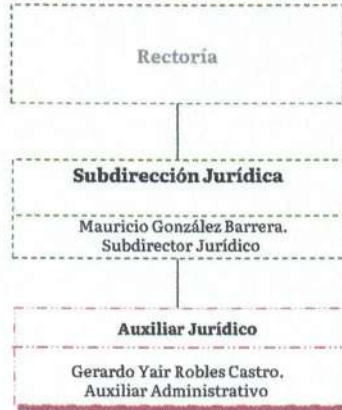 Rectoría
Subdirección Jurídica
Mauricio González Barrera.
Subdirector Jurídico
Auxiliar Jurídico
Gerardo Yair Robles Castro.
Auxiliar Administrativo